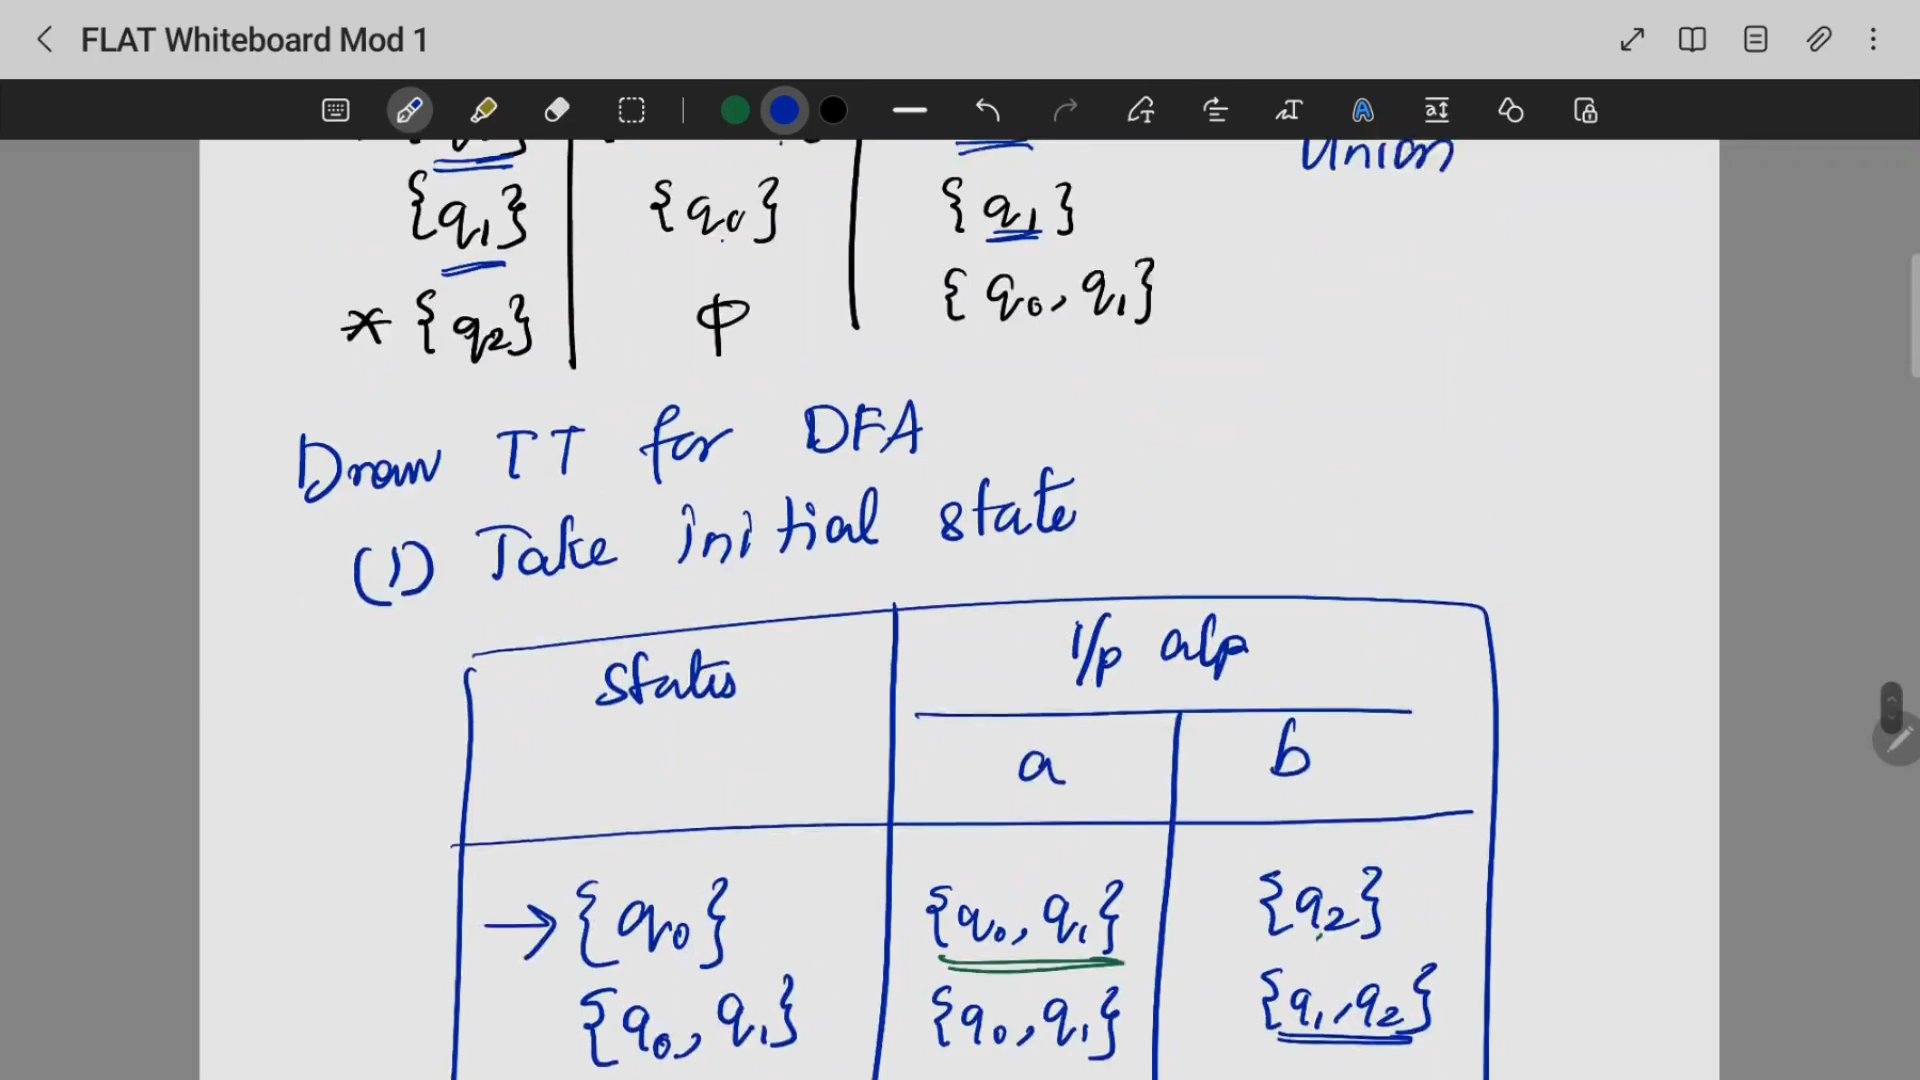 FLAT Whiteboard Mod 1
Union
{q1} {q0} {q1}
* {q2} ϕ {q0, q1}
Draw TT for DFA
(1) Take initial state
States I/p alp
a b
→ {q0} {q0, q1} {q2}
{q0, q1} {q0, q1} {q1, q2}